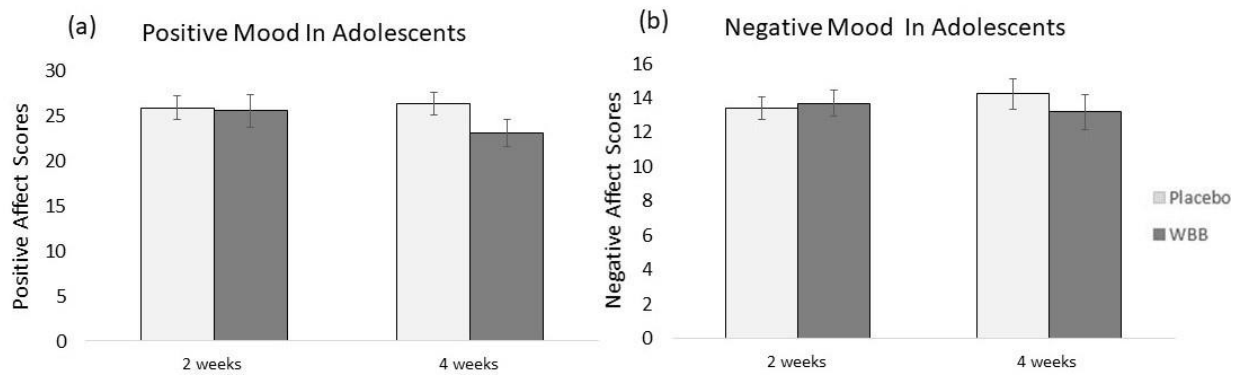 (a)
Positive Mood In Adolescents
Positive Affect Scores
30
25
20
15
10
5
0
2 weeks
4 weeks
(b)
Negative Mood In Adolescents
Negative Affect Scores
16
14
12
10
8
6
4
2
0
2 weeks
4 weeks
Placebo
WBB